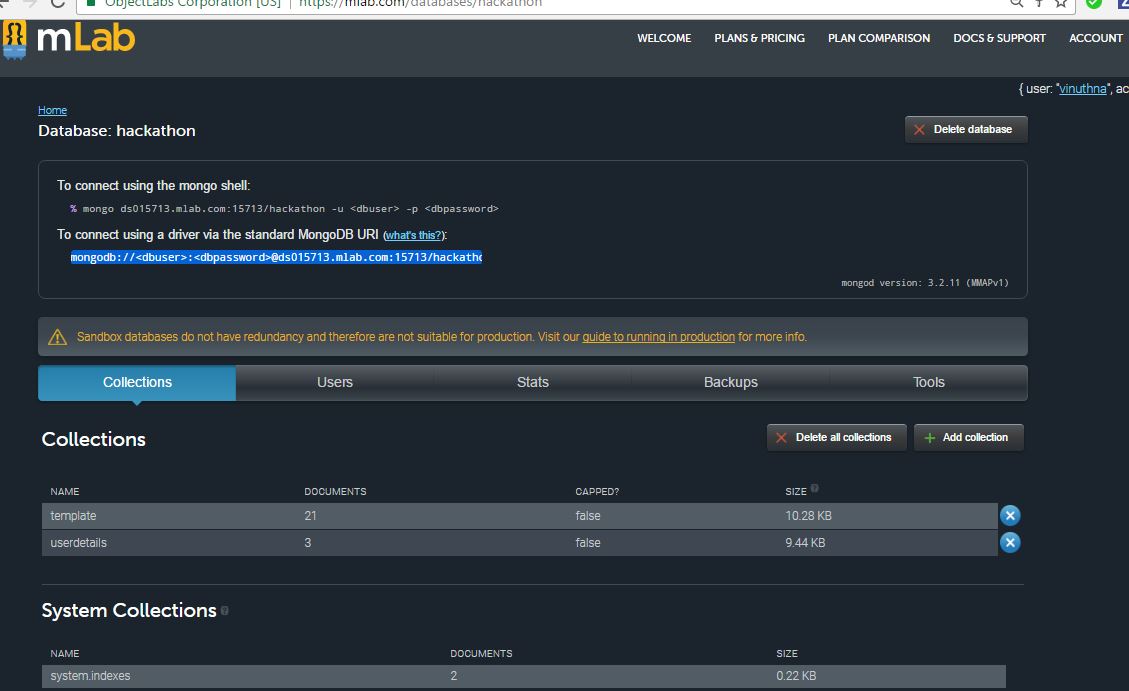 ObjectLabs Corporation [US] https://mlab.com/databases/hackathon
mLab
WELCOME PLANS & PRICING PLAN COMPARISON DOCS & SUPPORT ACCOUNT
{ user: "vinuthna", ac
Home
Database: hackathon
Delete database
To connect using the mongo shell:
% mongo ds015713.mlab.com:15713/hackathon -u <dbuser> -p <dbpassword>
To connect using a driver via the standard MongoDB URI (what's this?):
mongodb://<dbuser>:<dbpassword>@ds015713.mlab.com:15713/hackatho
mongod version: 3.2.11 (MMAPv1)
Sandbox databases do not have redundancy and therefore are not suitable for production. Visit our guide to running in production for more info.
Collections Users Stats Backups Tools
Collections
Delete all collections
Add collection
NAME DOCUMENTS CAPPED? SIZE ?
template 21 false 10.28 KB
userdetails 3 false 9.44 KB
System Collections ?
NAME DOCUMENTS SIZE
system.indexes 2 0.22 KB